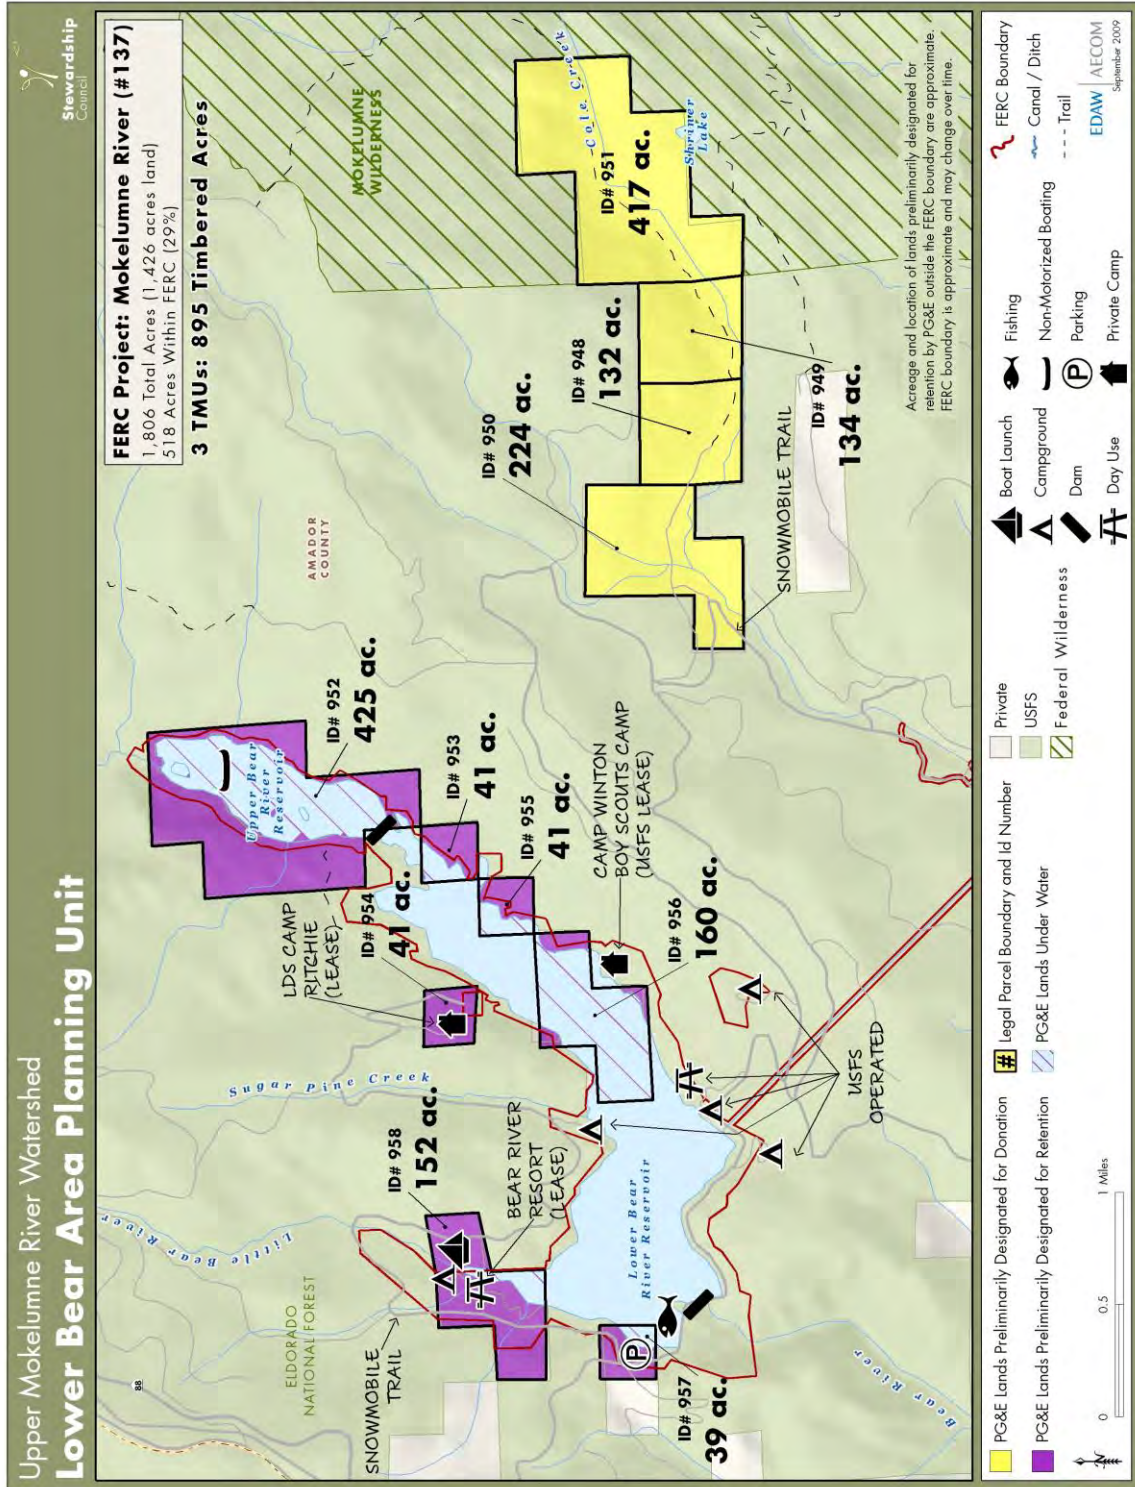 Upper Mokelumne River Watershed
Lower Bear Area Planning Unit
Stewardship
Council
FERC Project: Mokelumne River (#137)
1,806 Total Acres (1,426 acres land)
518 Acres Within FERC (29%)
3 TMUs: 895 Timbered Acres
MOKELUMNE
WILDERNESS
AMADOR
COUNTY
ELDORADO
NATIONAL FOREST
88
Little Bear River
Sugar Pine Creek
Bear River
Cole Creek
Shriner
Lake
Upper Bear
River
Reservoir
Lower Bear
River Reservoir
SNOWMOBILE
TRAIL
ID# 958
152 ac.
BEAR RIVER
RESORT
(LEASE)
LDS CAMP
RITCHIE
(LEASE)
ID# 954
41 ac.
ID# 952
425 ac.
ID# 953
41 ac.
ID# 955
41 ac.
CAMP WINTON
BOY SCOUTS CAMP
(USFS LEASE)
ID# 956
160 ac.
ID# 957
39 ac.
P
USFS
OPERATED
ID# 950
224 ac.
ID# 948
132 ac.
ID# 951
417 ac.
ID# 949
134 ac.
SNOWMOBILE TRAIL
Acreage and location of lands preliminarily designated for
retention by PG&E outside the FERC boundary are approximate.
FERC boundary is approximate and may change over time.
PG&E Lands Preliminarily Designated for Donation
PG&E Lands Preliminarily Designated for Retention
N
0 0.5 1 Miles
# Legal Parcel Boundary and Id Number
PG&E Lands Under Water
Private
USFS
Federal Wilderness
Boat Launch
Campground
Dam
Day Use
Fishing
Non-Motorized Boating
P Parking
Private Camp
FERC Boundary
Canal / Ditch
Trail
EDAW AECOM
September 2009